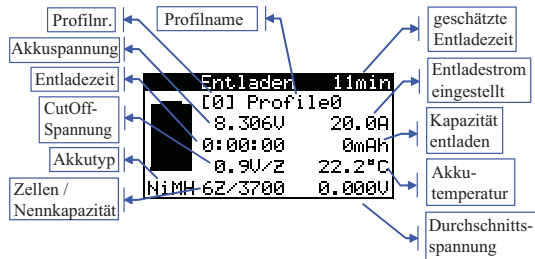 Profilnr.
Profilname
geschätzte
Entladezeit
Akkuspannung
Entladezeit
CutOff-
Spannung
Akkutyp
Zellen /
Nennkapazität
Entladen 11min
[0] Profile0
8.306V 20.0A
0:00:00 0mAh
0.9V/Z 22.2°C
NiMH 6Z/3700 0.000V
Entladestrom
eingestellt
Kapazität
entladen
Akku-
temperatur
Durchschnitts-
spannung